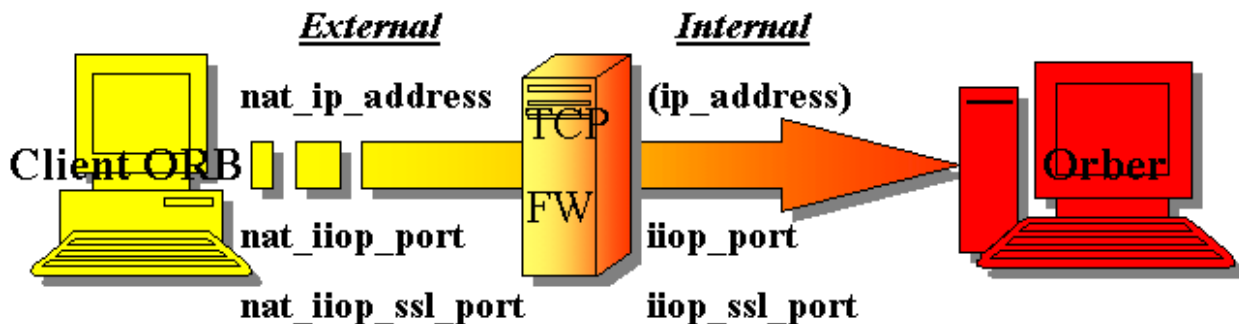 External Internal
nat_ip_address (ip_address)
TCP
Client ORB Orber
FW
nat_iiop_port iiop_port
nat_iiop_ssl_port iiop_ssl_port